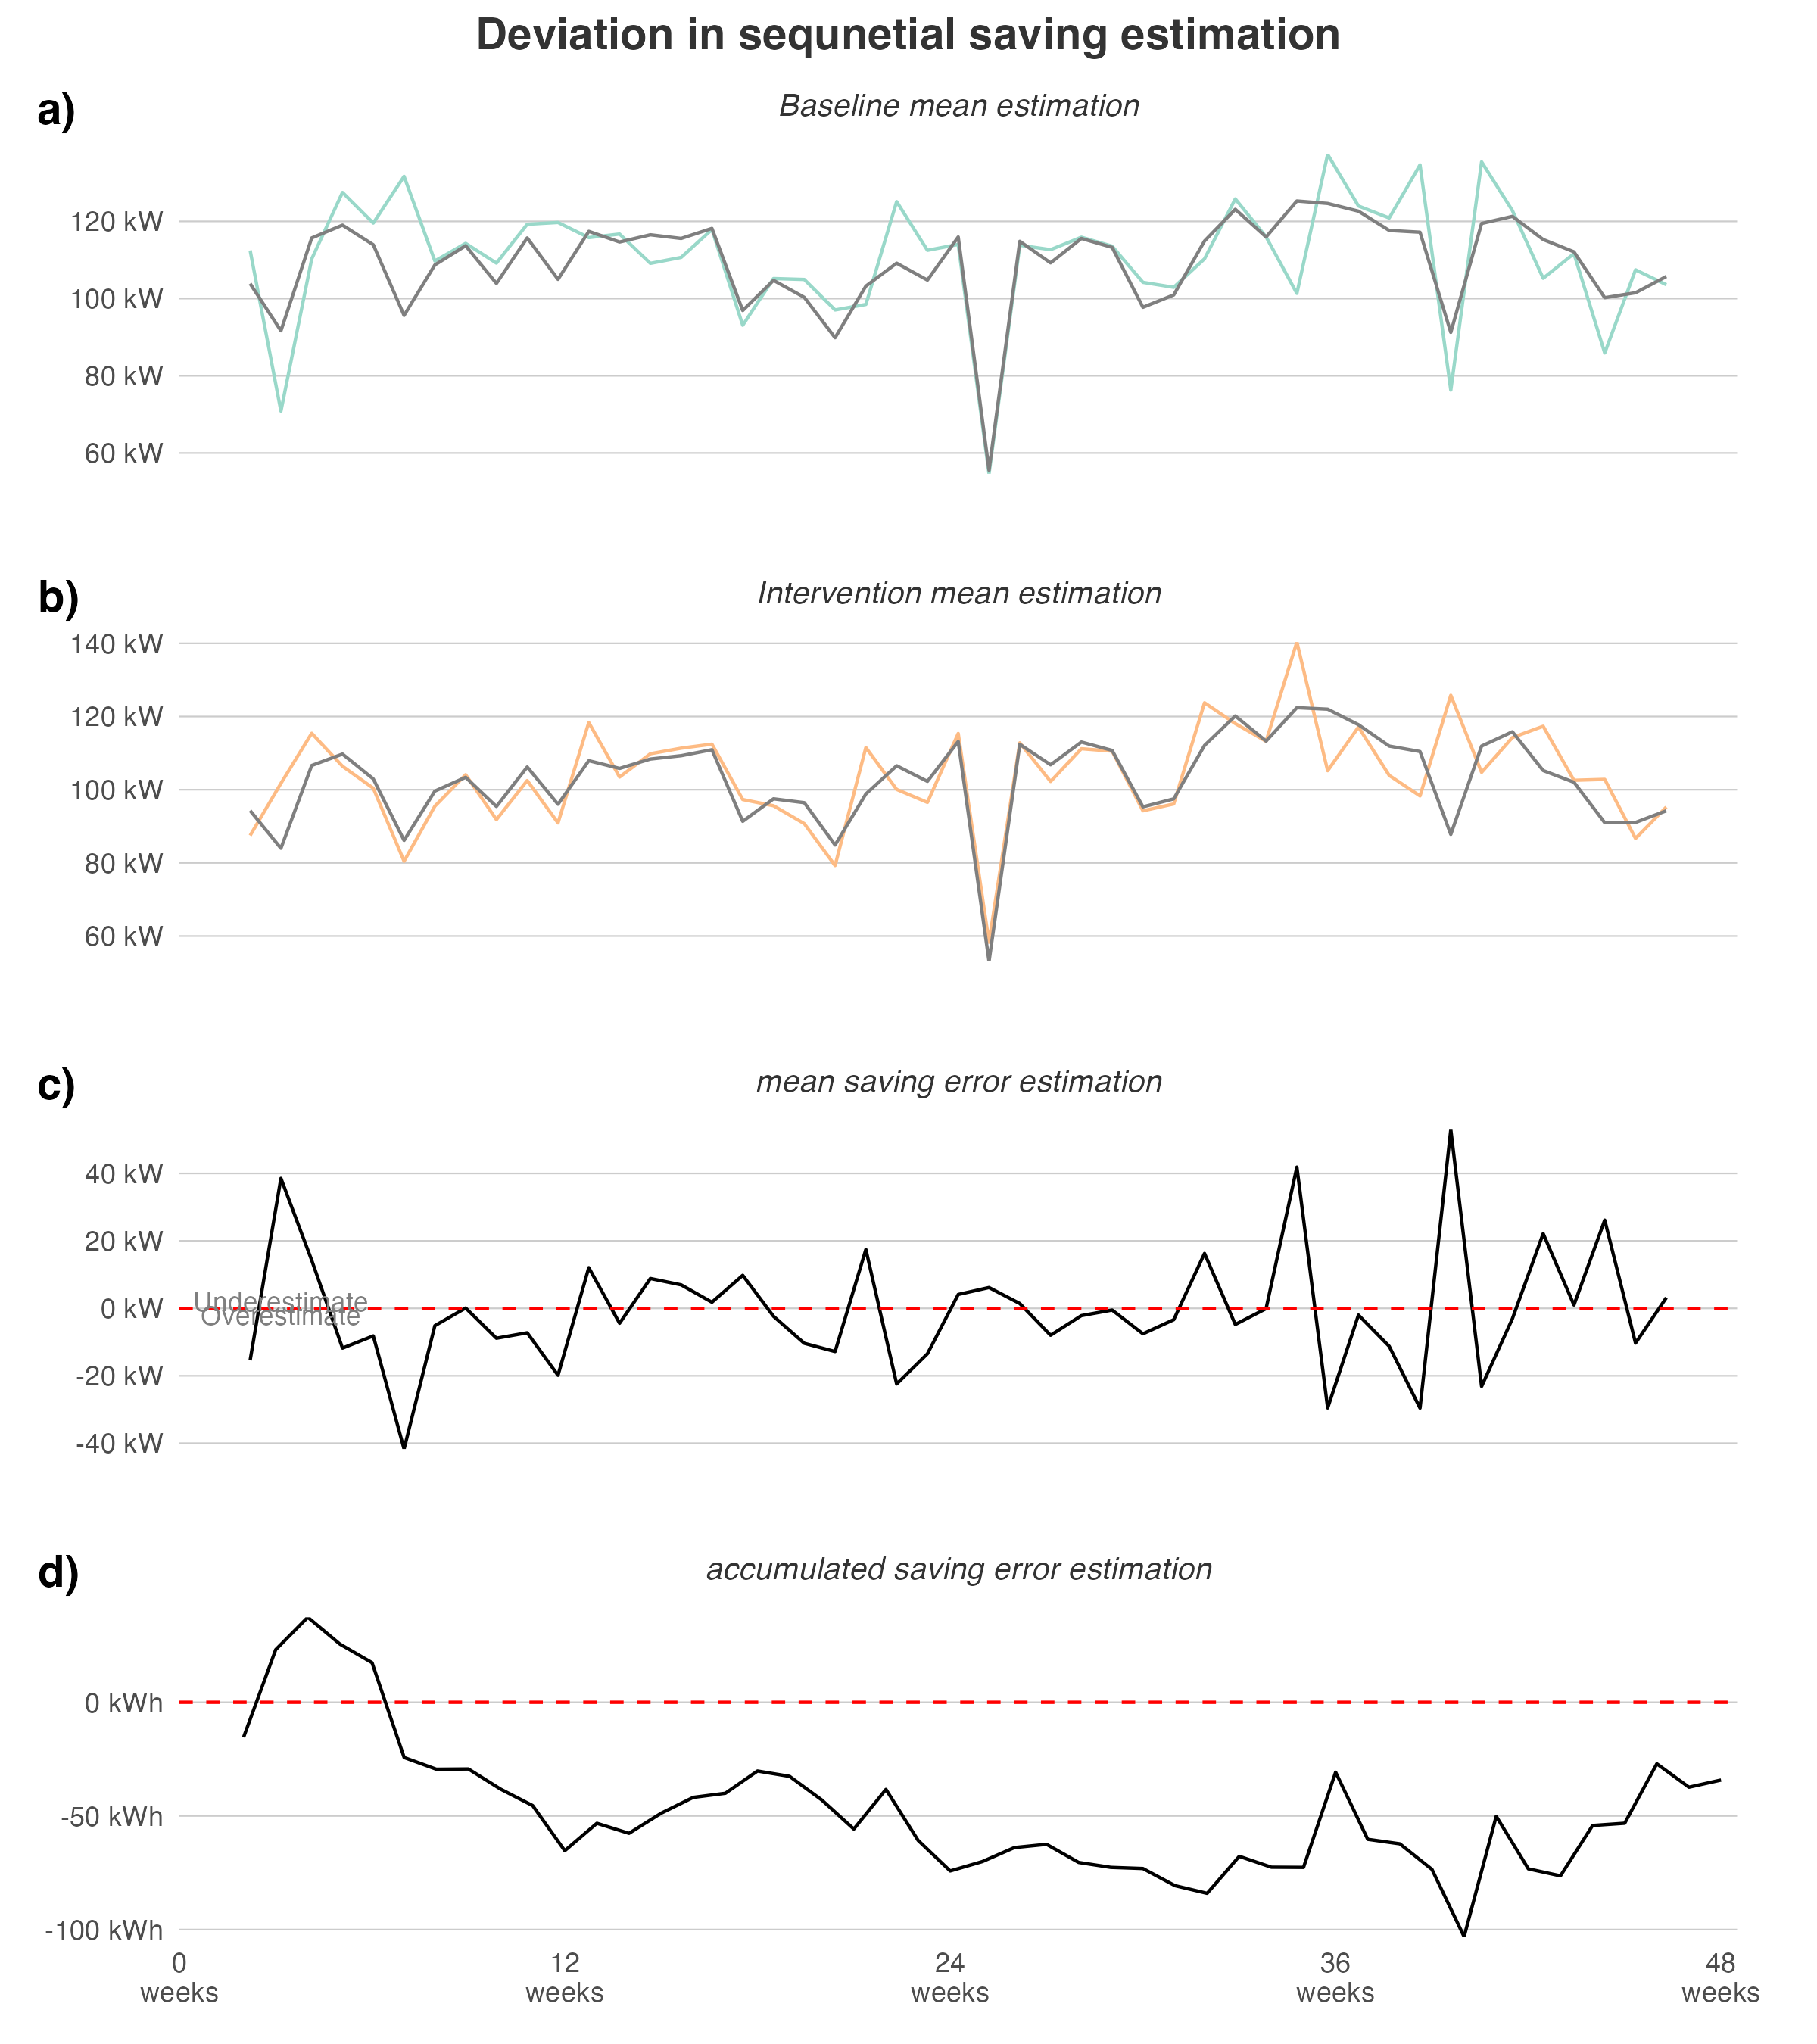 Deviation in sequnetial saving estimation
a)
Baseline mean estimation
120 kW
100 kW
80 kW
60 kW
b)
Intervention mean estimation
140 kW
120 kW
100 kW
80 kW
60 kW
c)
mean saving error estimation
40 kW
20 kW
Underestimate
0 kW
Overestimate
-20 kW
-40 kW
d)
accumulated saving error estimation
0 kWh
-50 kWh
-100 kWh
0 12 24 36 48
weeks weeks weeks weeks weeks